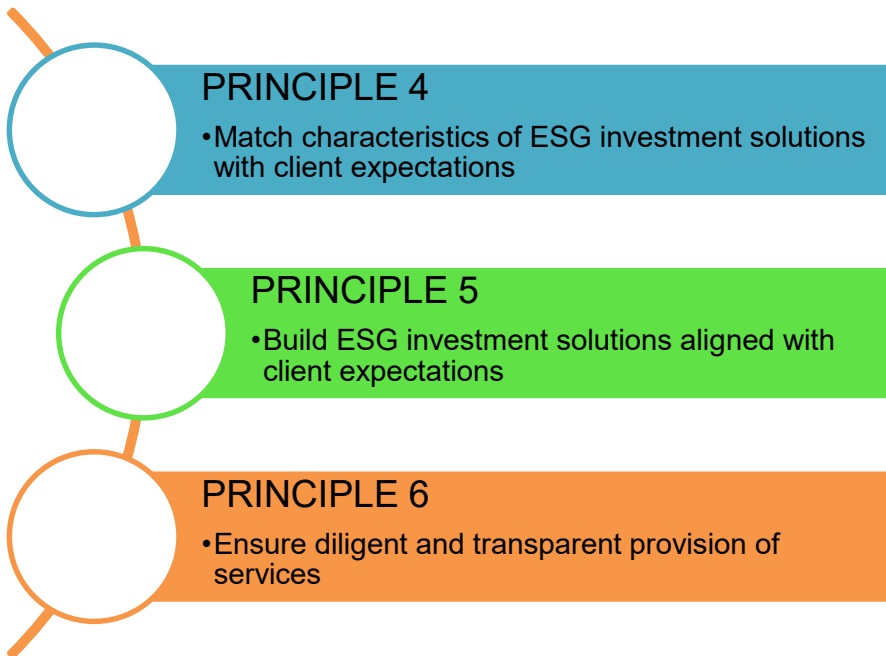 PRINCIPLE 4
•Match characteristics of ESG investment solutions
with client expectations
PRINCIPLE 5
•Build ESG investment solutions aligned with
client expectations
PRINCIPLE 6
•Ensure diligent and transparent provision of
services